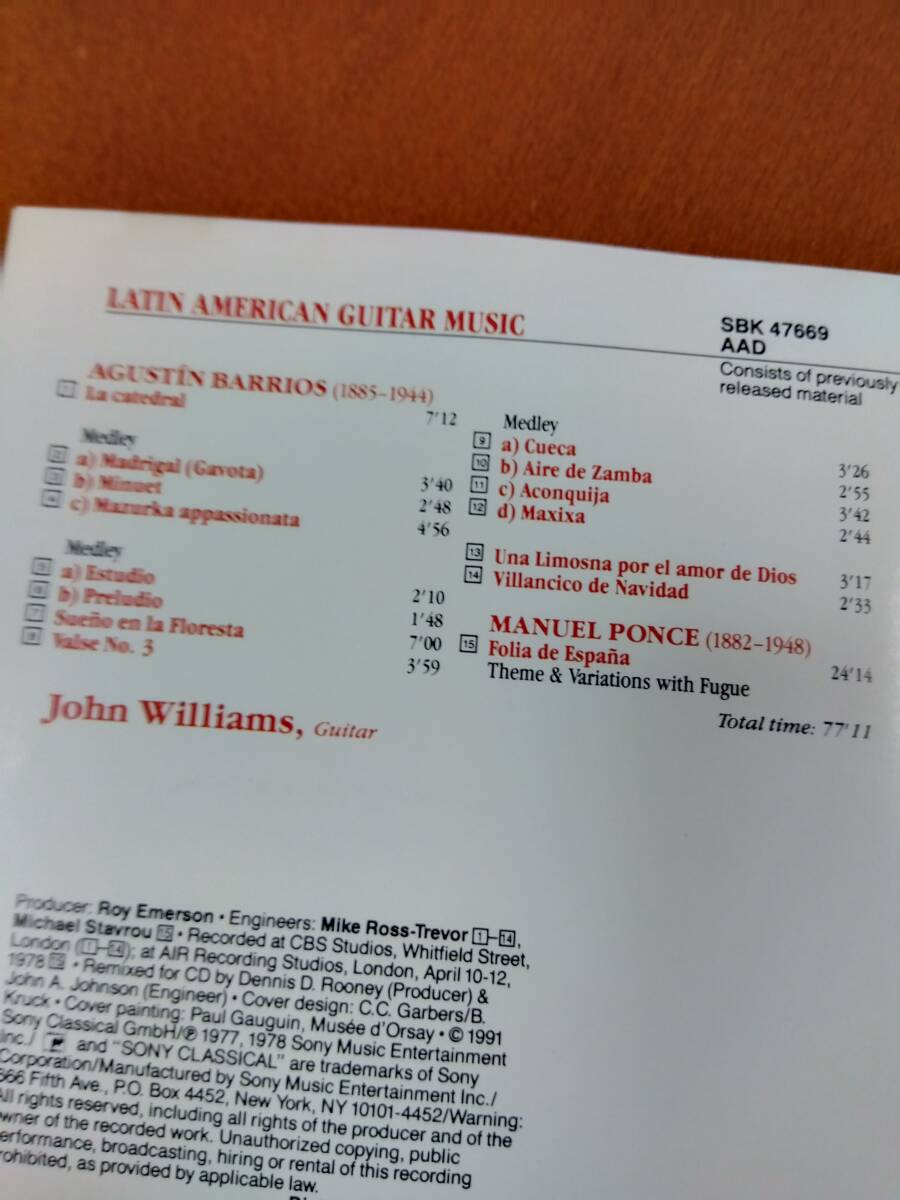 LATIN AMERICAN GUITAR MUSIC
SBK 47669
AAD
Consists of previously
released material
AGUSTÍN BARRIOS (1885–1944)
1 La catedral 7'12
Medley
2 a) Madrigal (Gavota) 3'40
3 b) Minuet 2'48
4 c) Mazurka appassionata 4'56
Medley
5 a) Estudio 2'10
6 b) Preludio 1'48
7 Sueño en la Floresta 7'00
8 Valse No. 3 3'59
Medley
9 a) Cueca 3'26
10 b) Aire de Zamba 2'55
11 c) Aconquija 3'42
12 d) Maxixa 2'44
13 Una Limosna por el amor de Dios 3'17
14 Villancico de Navidad 2'33
MANUEL PONCE (1882–1948)
15 Folia de España 24'14
Theme & Variations with Fugue
Total time: 77'11
John Williams, Guitar
Producer: Roy Emerson • Engineers: Mike Ross-Trevor 1–14,
Michael Stavrou 15 • Recorded at CBS Studios, Whitfield Street,
London (1–14); at AIR Recording Studios, London, April 10-12,
1978 15 • Remixed for CD by Dennis D. Rooney (Producer) &
John A. Johnson (Engineer) • Cover design: C.C. Garbers/B.
Kruck • Cover painting: Paul Gauguin, Musée d'Orsay • © 1991
Sony Classical GmbH/℗ 1977, 1978 Sony Music Entertainment
Inc./ and "SONY CLASSICAL" are trademarks of Sony
Corporation/Manufactured by Sony Music Entertainment Inc./
666 Fifth Ave., P.O. Box 4452, New York, NY 10101-4452/Warning:
All rights reserved, including all rights of the producer and of the
owner of the recorded work. Unauthorized copying, public
performance, broadcasting, hiring or rental of this recording
prohibited, as provided by applicable law.